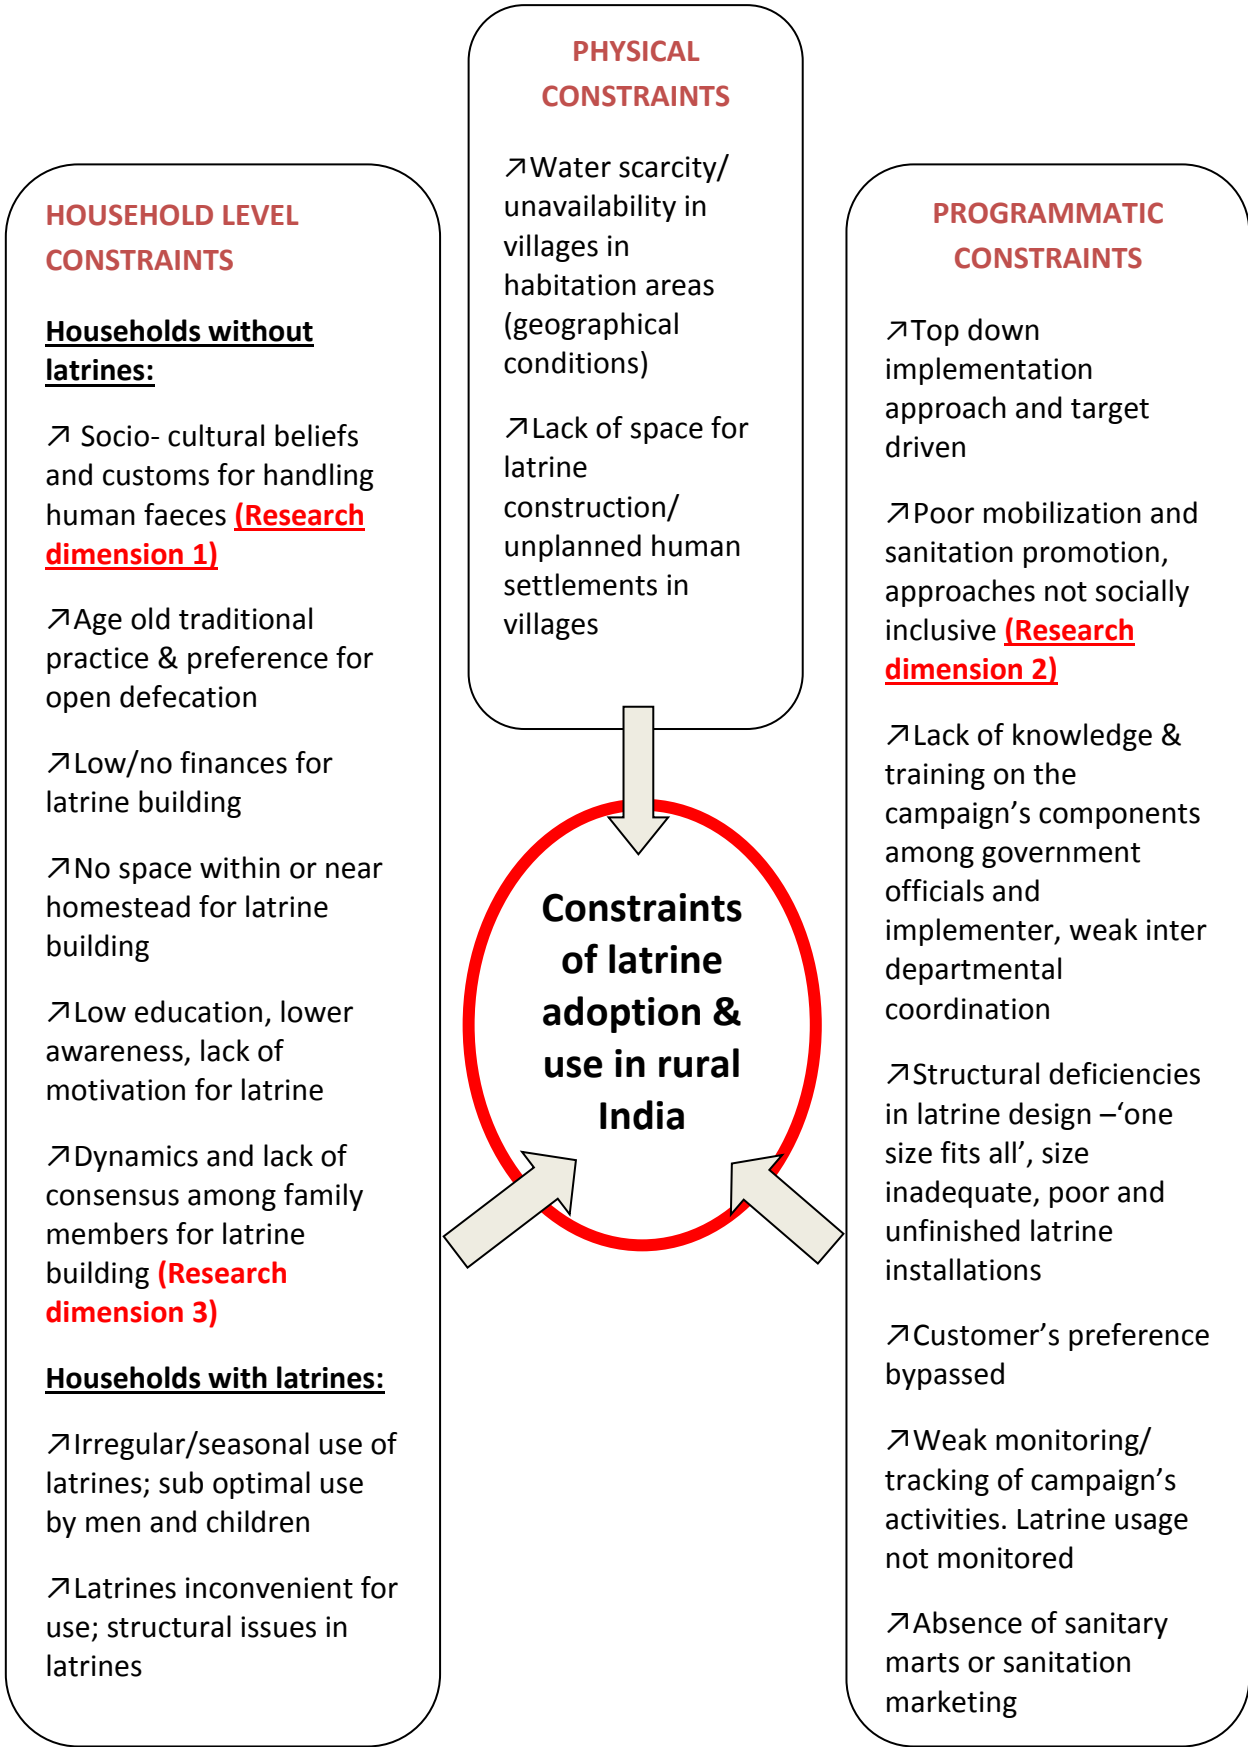 PHYSICAL
CONSTRAINTS
↗Water scarcity/
unavailability in
villages in
habitation areas
(geographical
conditions)
↗Lack of space for
latrine
construction/
unplanned human
settlements in
villages
HOUSEHOLD LEVEL
CONSTRAINTS
Households without
latrines:
↗ Socio- cultural beliefs
and customs for handling
human faeces (Research
dimension 1)
↗Age old traditional
practice & preference for
open defecation
↗Low/no finances for
latrine building
↗No space within or near
homestead for latrine
building
↗Low education, lower
awareness, lack of
motivation for latrine
↗Dynamics and lack of
consensus among family
members for latrine
building (Research
dimension 3)
Households with latrines:
↗Irregular/seasonal use of
latrines; sub optimal use
by men and children
↗Latrines inconvenient for
use; structural issues in
latrines
Constraints
of latrine
adoption &
use in rural
India
PROGRAMMATIC
CONSTRAINTS
↗Top down
implementation
approach and target
driven
↗Poor mobilization and
sanitation promotion,
approaches not socially
inclusive (Research
dimension 2)
↗Lack of knowledge &
training on the
campaign’s components
among government
officials and
implementer, weak inter
departmental
coordination
↗Structural deficiencies
in latrine design –‘one
size fits all’, size
inadequate, poor and
unfinished latrine
installations
↗Customer’s preference
bypassed
↗Weak monitoring/
tracking of campaign’s
activities. Latrine usage
not monitored
↗Absence of sanitary
marts or sanitation
marketing